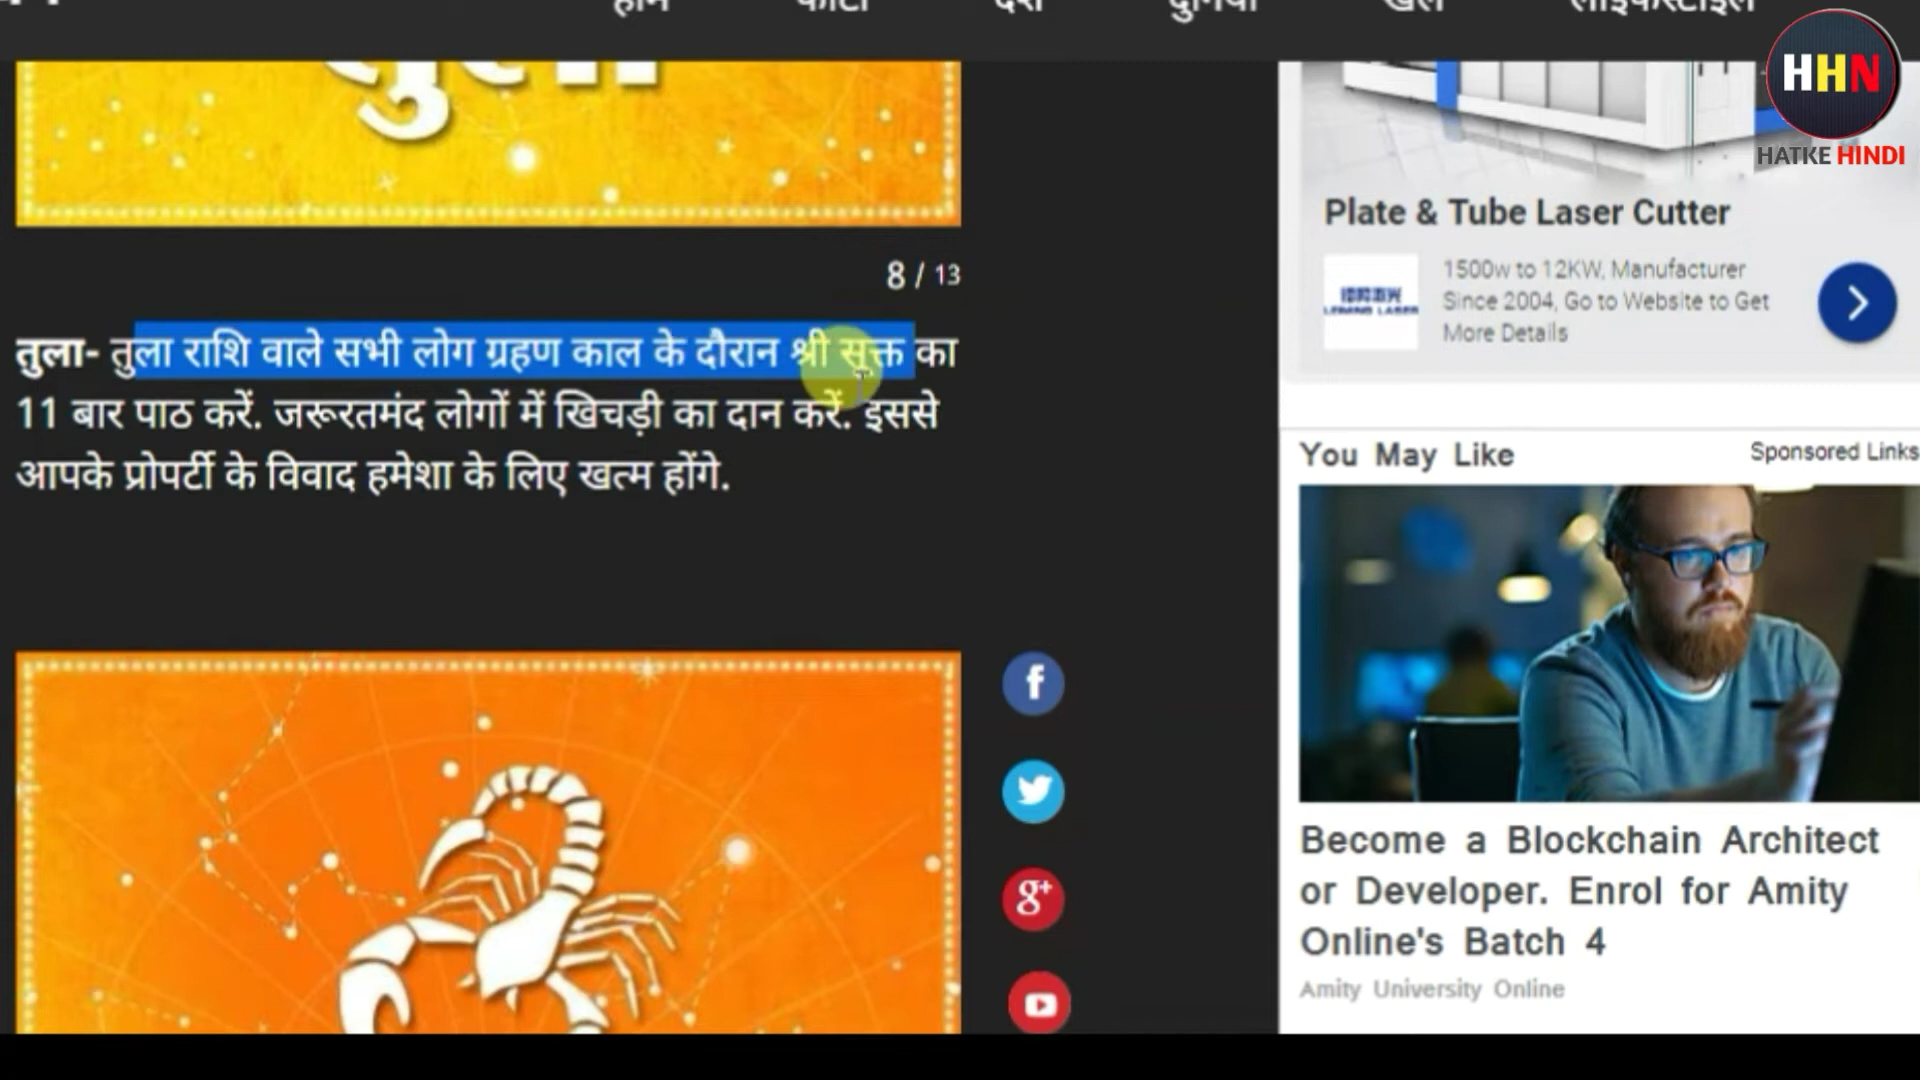 HHN
HATKE HINDI
8 / 13
तुला- तुला राशि वाले सभी लोग ग्रहण काल के दौरान श्री सूक्त का
11 बार पाठ करें. जरूरतमंद लोगों में खिचड़ी का दान करें. इससे
आपके प्रोपर्टी के विवाद हमेशा के लिए खत्म होंगे.
Plate & Tube Laser Cutter
1500w to 12KW, Manufacturer
Since 2004, Go to Website to Get
More Details
You May Like
Sponsored Links
Become a Blockchain Architect
or Developer. Enrol for Amity
Online's Batch 4
Amity University Online